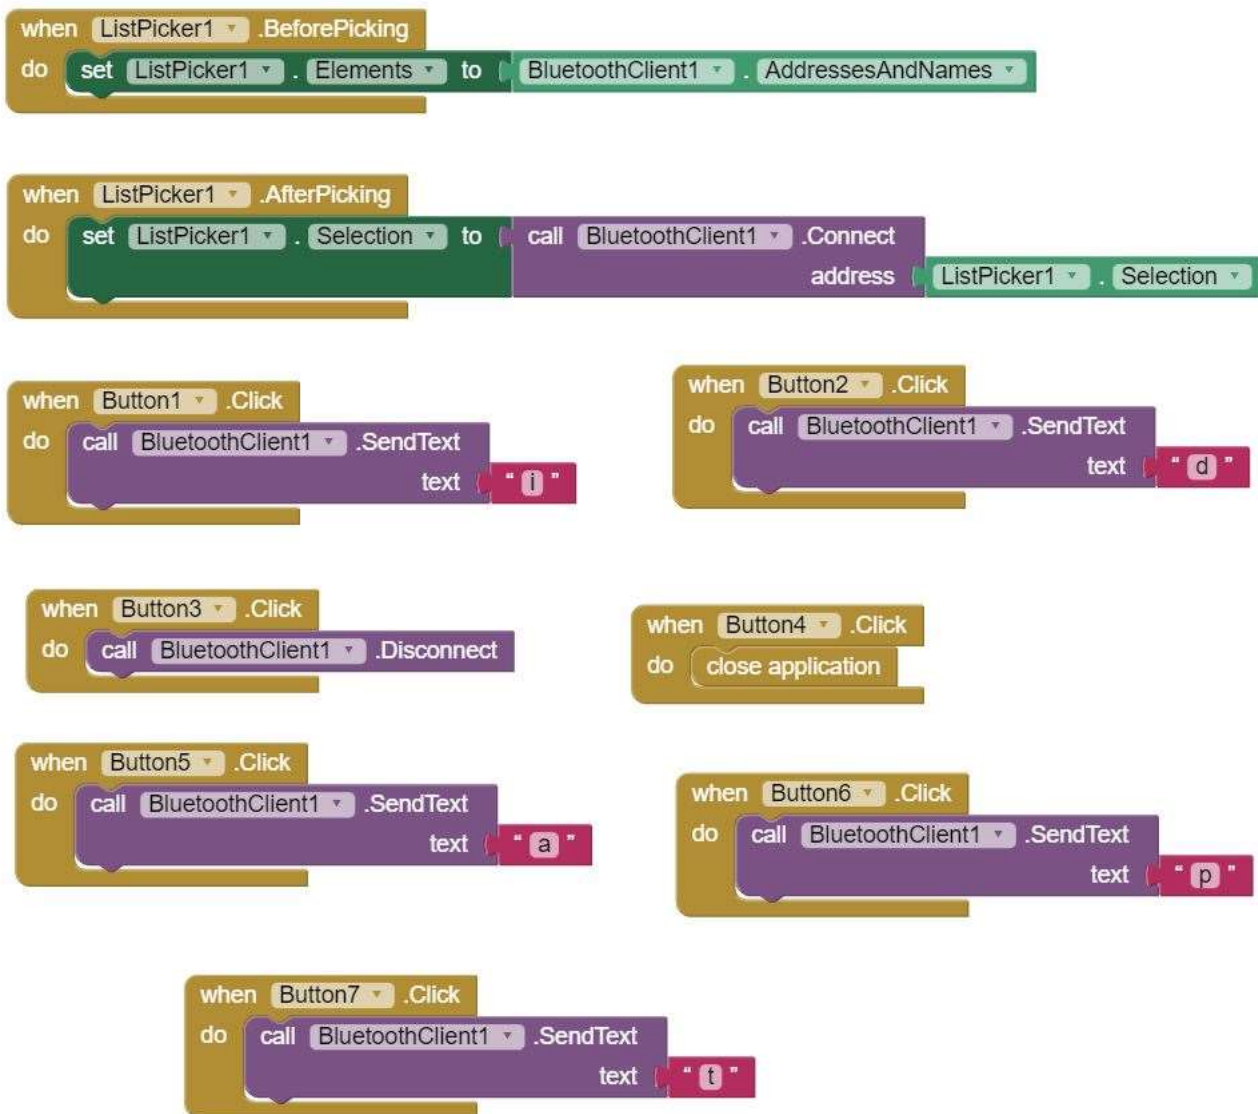 when ListPicker1 .BeforePicking
do set ListPicker1 . Elements to BluetoothClient1 . AddressesAndNames
when ListPicker1 .AfterPicking
do set ListPicker1 . Selection to call BluetoothClient1 .Connect
address ListPicker1 . Selection
when Button1 .Click
do call BluetoothClient1 .SendText
text " i "
when Button2 .Click
do call BluetoothClient1 .SendText
text " d "
when Button3 .Click
do call BluetoothClient1 .Disconnect
when Button4 .Click
do close application
when Button5 .Click
do call BluetoothClient1 .SendText
text " a "
when Button6 .Click
do call BluetoothClient1 .SendText
text " p "
when Button7 .Click
do call BluetoothClient1 .SendText
text " t "